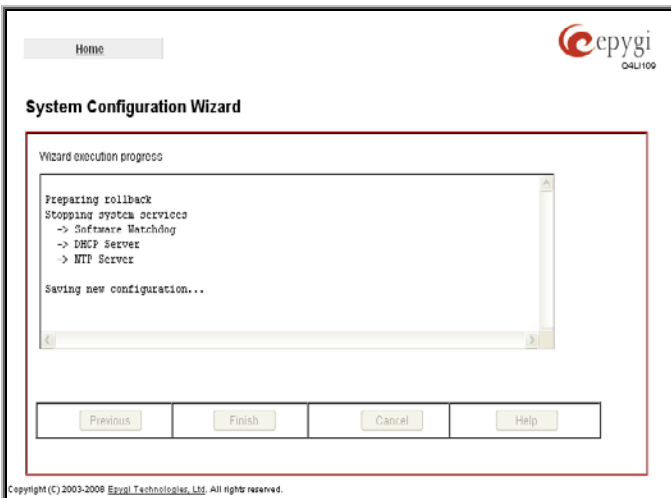 Home
epygi
Q4LI109
System Configuration Wizard
Wizard execution progress
Preparing rollback
Stopping system services
-> Software Watchdog
-> DHCP Server
-> NTP Server
Saving new configuration...
Previous
Finish
Cancel
Help
Copyright (C) 2003-2008 Epygi Technologies, Ltd. All rights reserved.